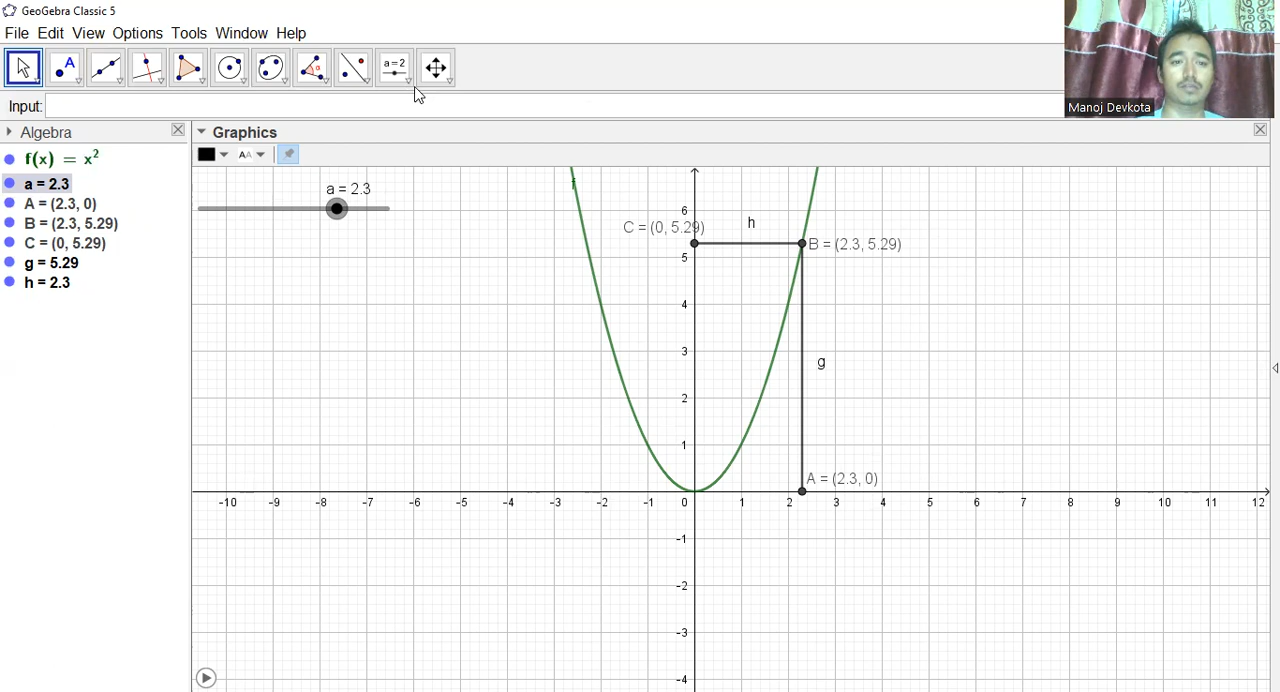 GeoGebra Classic 5
File Edit View Options Tools Window Help
A
a=2
Input:
Manoj Devkota
Algebra
Graphics
f(x) = x²
a = 2.3
A = (2.3, 0)
B = (2.3, 5.29)
C = (0, 5.29)
g = 5.29
h = 2.3
AA
f
a = 2.3
6
C = (0, 5.29)
h
B = (2.3, 5.29)
5
4
3
g
2
1
A = (2.3, 0)
-10 -9 -8 -7 -6 -5 -4 -3 -2 -1 0 1 2 3 4 5 6 7 8 9 10 11 12
-1
-2
-3
-4